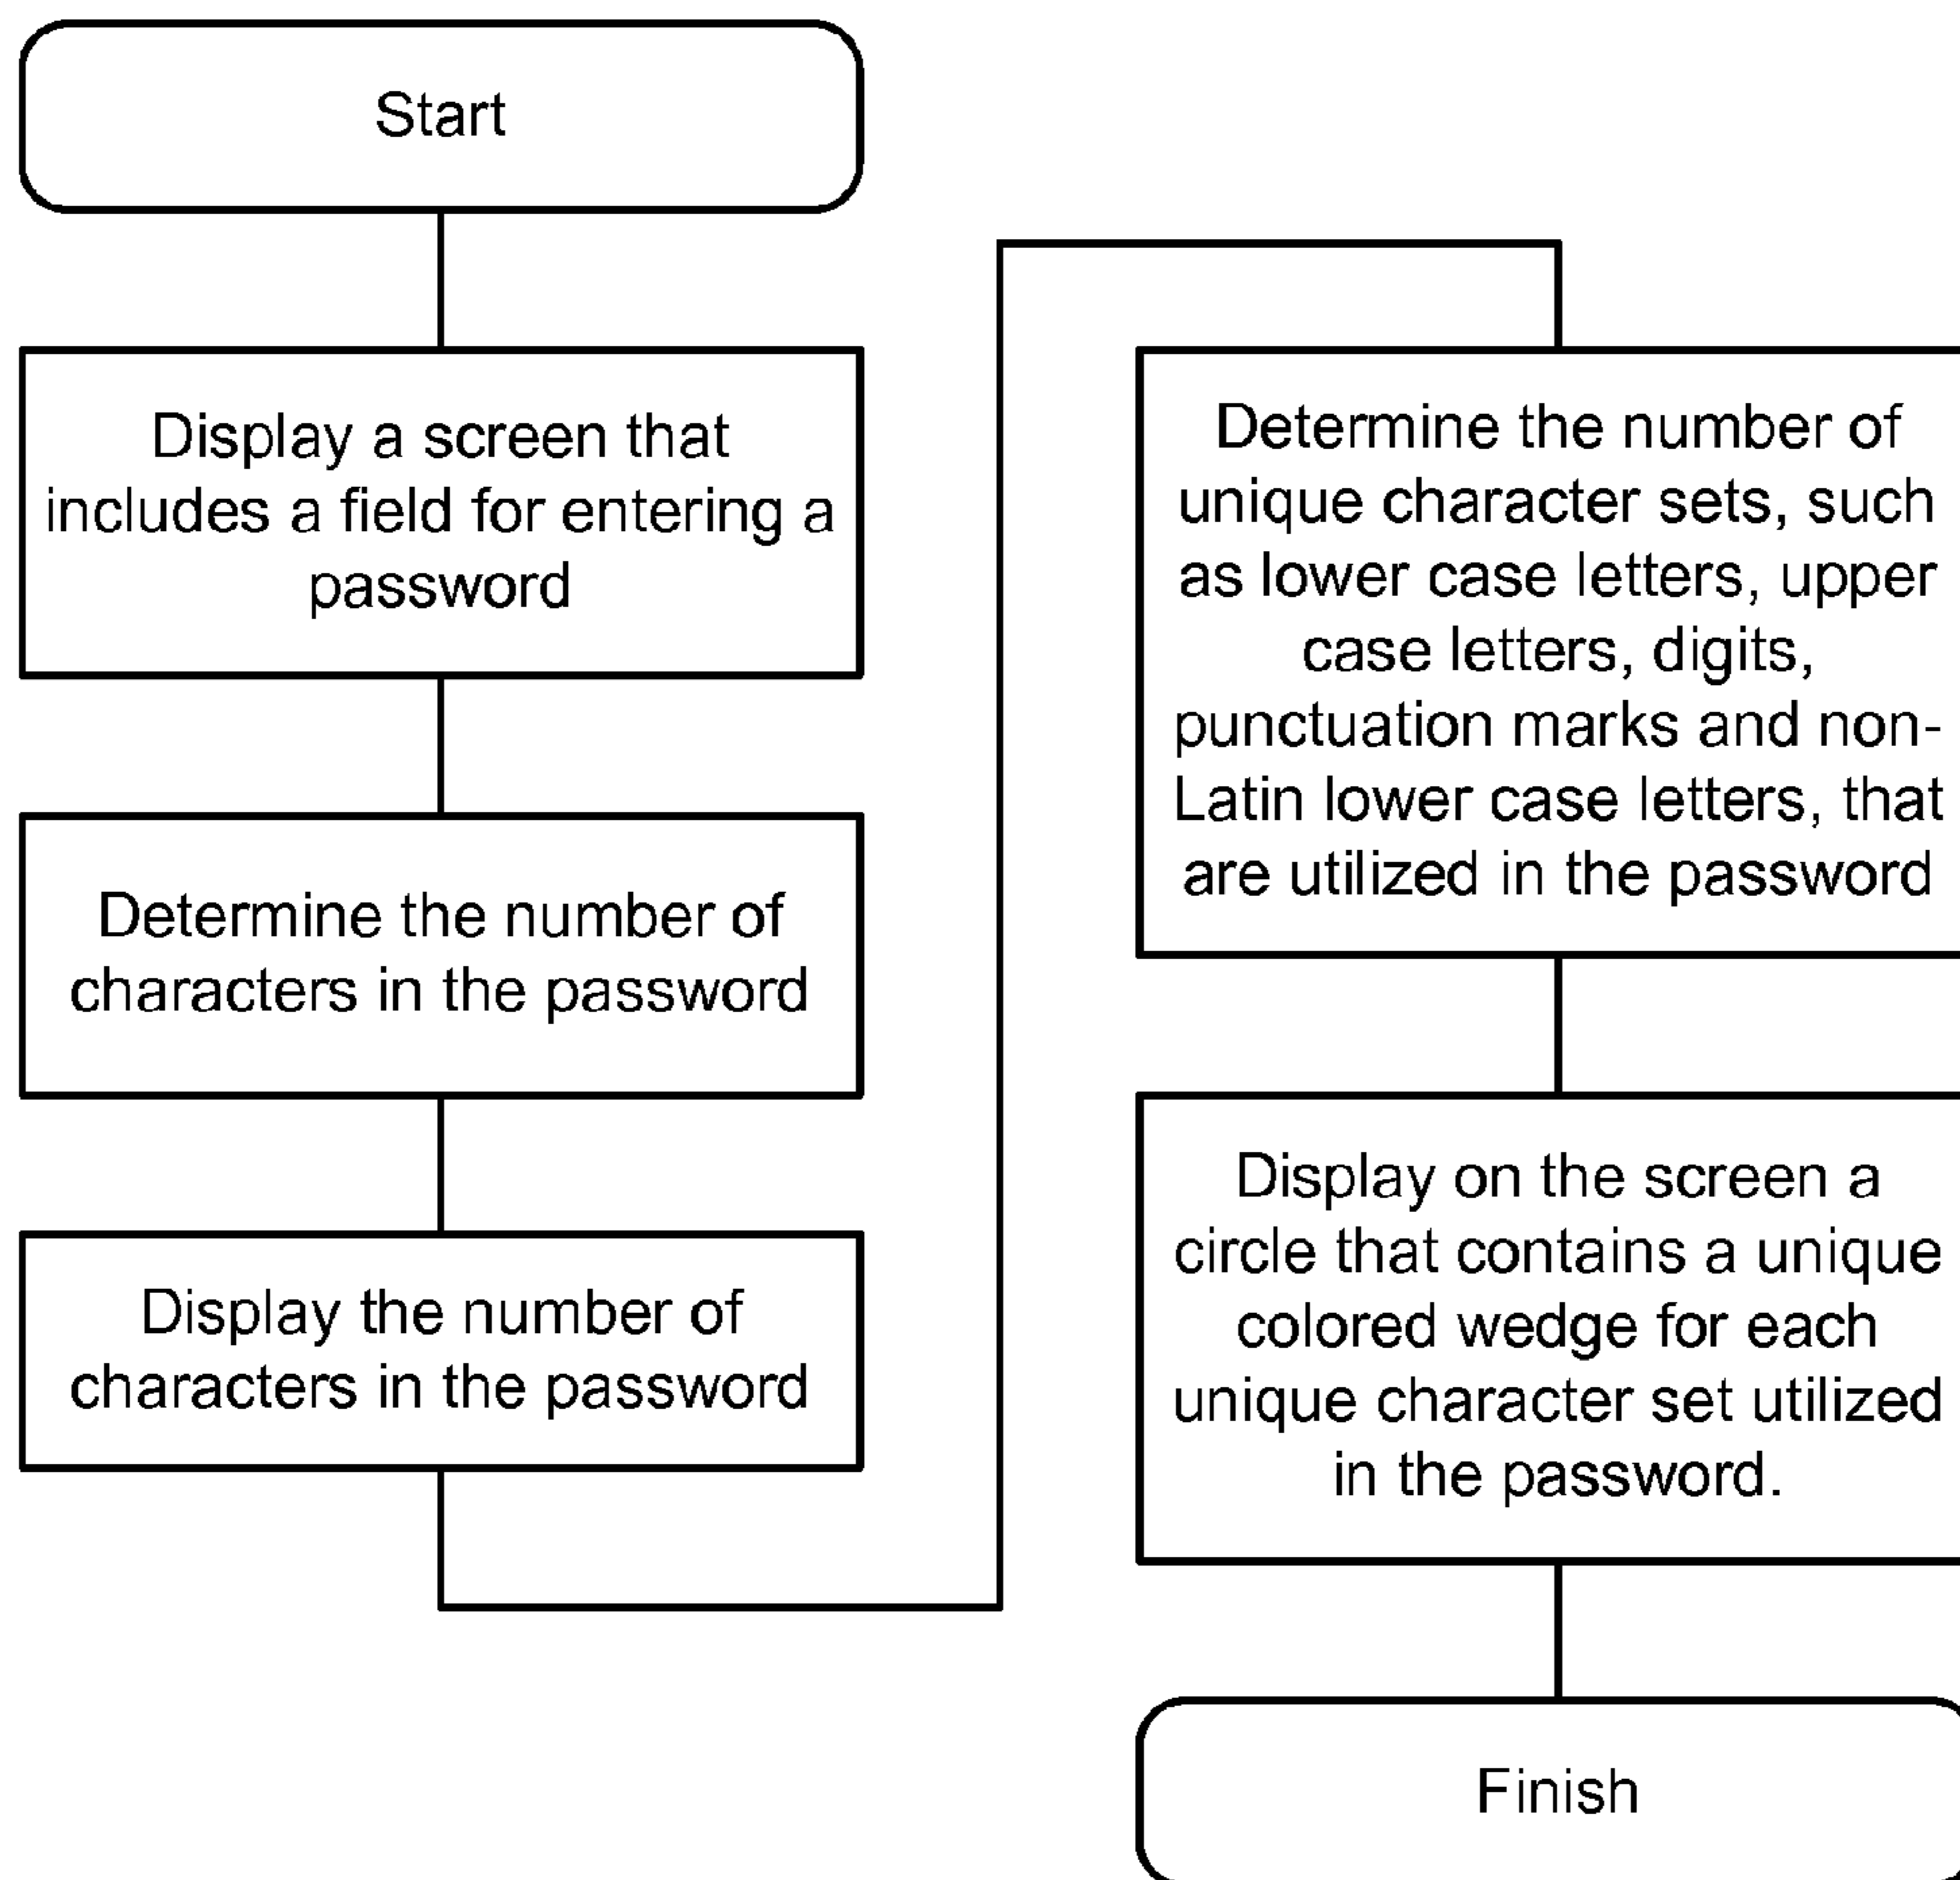 Start
Display a screen that
includes a field for entering a
password
Determine the number of
characters in the password
Display the number of
characters in the password
Determine the number of
unique character sets, such
as lower case letters, upper
case letters, digits,
punctuation marks and non-
Latin lower case letters, that
are utilized in the password
Display on the screen a
circle that contains a unique
colored wedge for each
unique character set utilized
in the password.
Finish